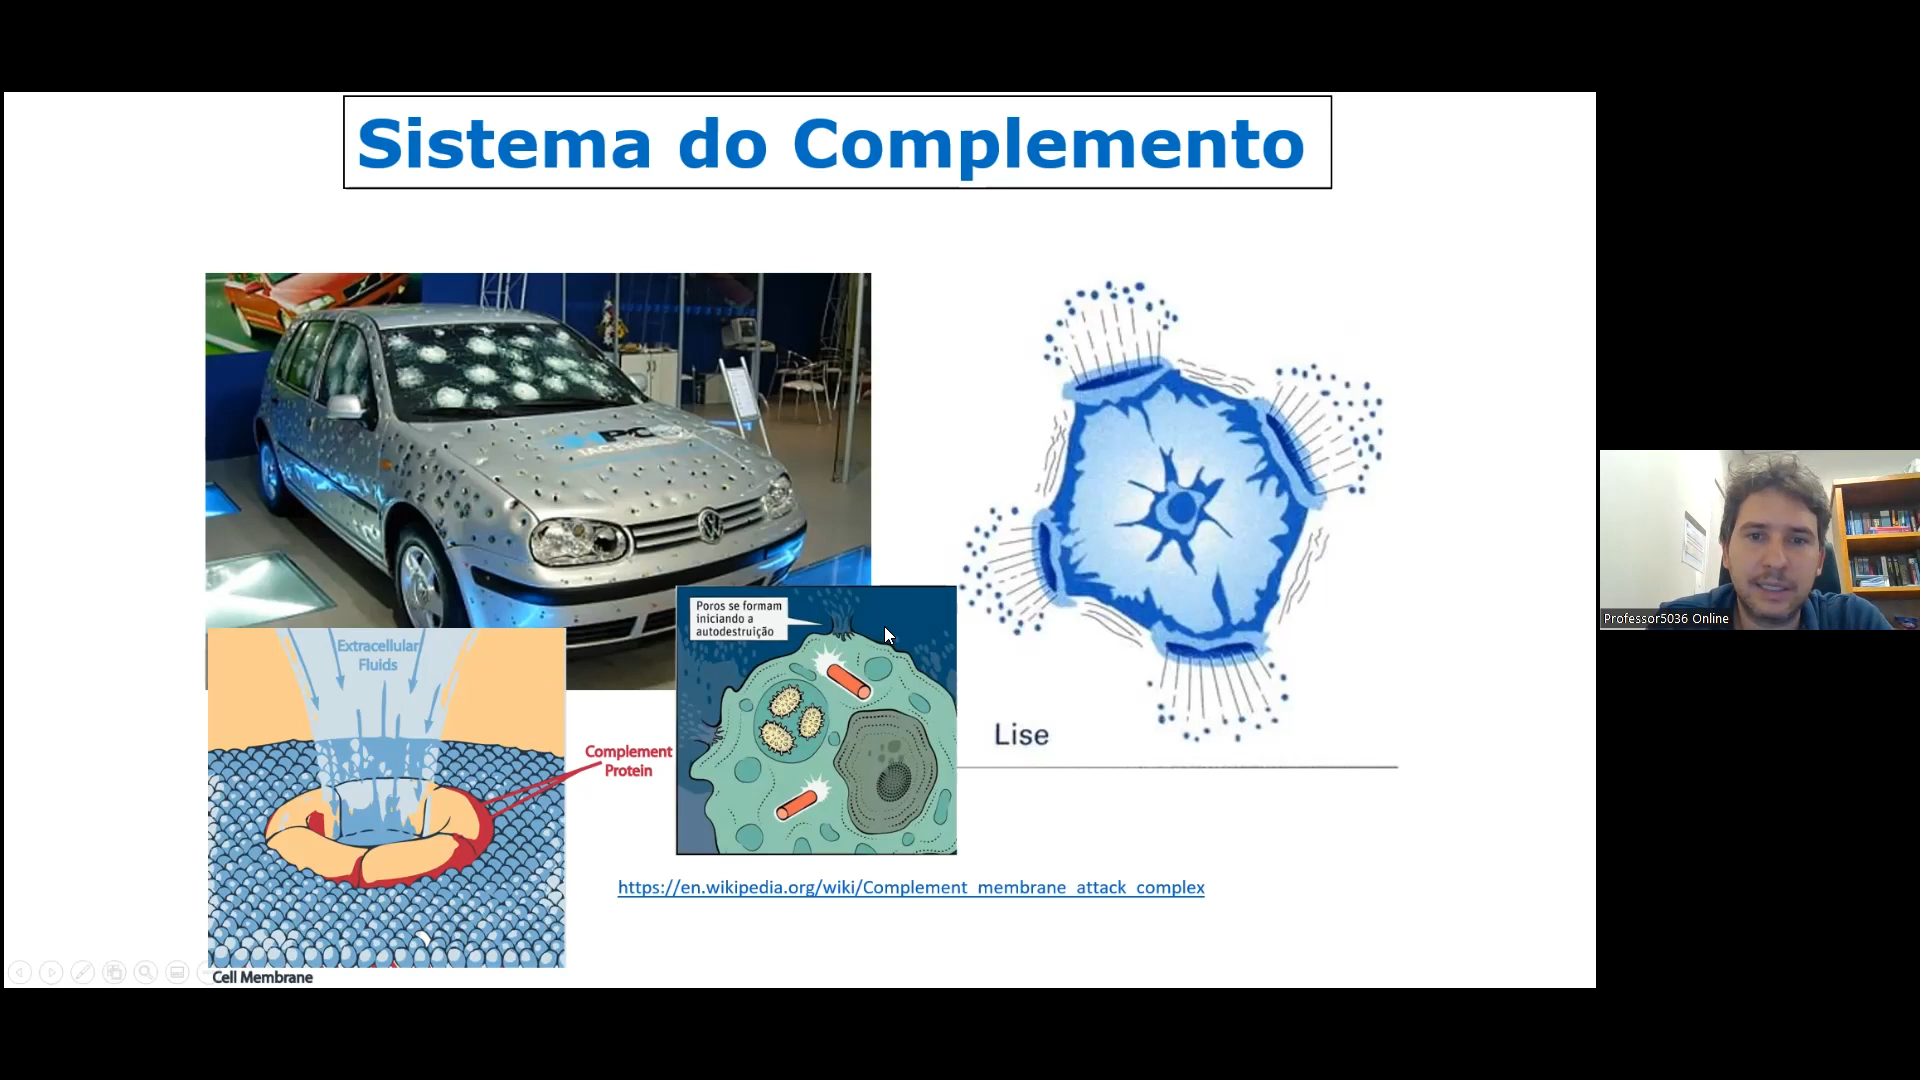 Sistema do Complemento
Poros se formam
iniciando a
autodestruição
Extracellular
Fluids
Complement
Protein
Lise
https://en.wikipedia.org/wiki/Complement_membrane_attack_complex
Cell Membrane
Professor5036 Online